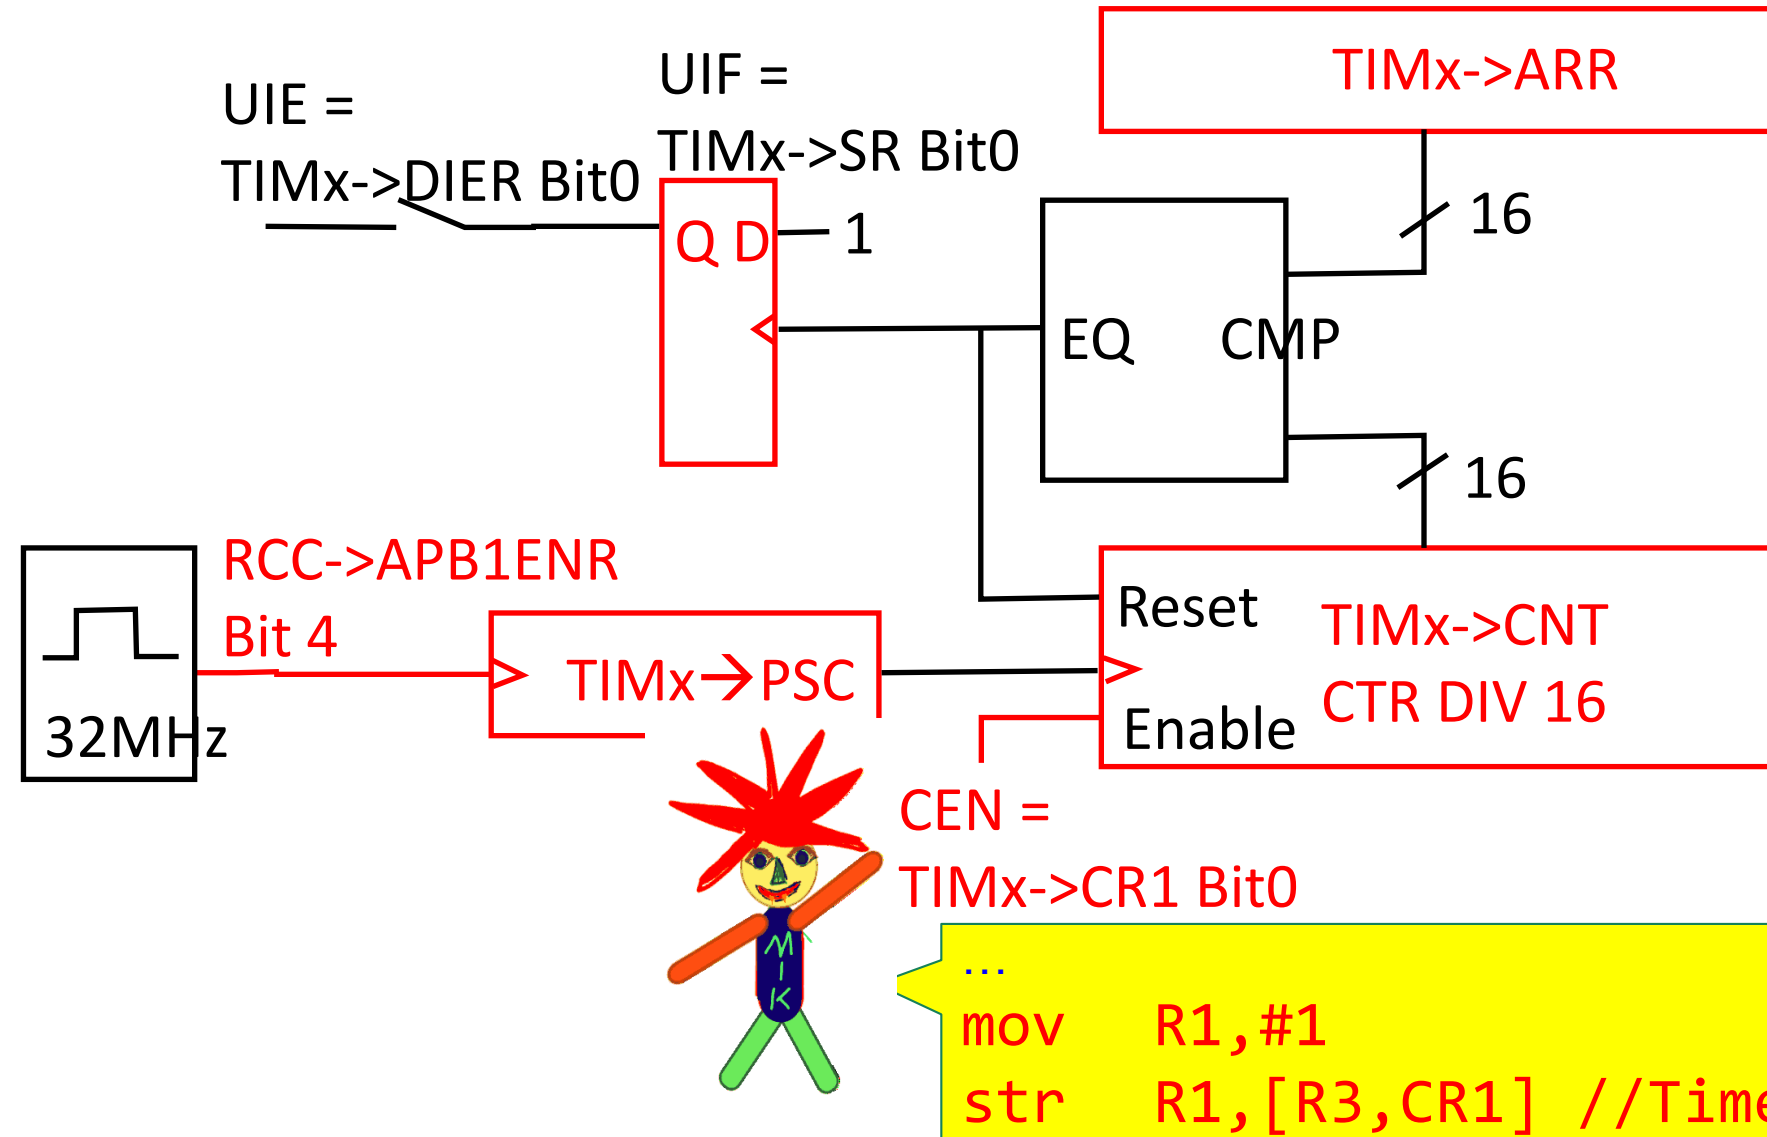 TIMx->ARR
UIE =
TIMx->DIER Bit0
UIF =
TIMx->SR Bit0
16
Q D
1
EQ CMP
16
RCC->APB1ENR
Bit 4
32MHz
TIMx→PSC
Reset
Enable
TIMx->CNT
CTR DIV 16
CEN =
TIMx->CR1 Bit0
M
I
K
...
mov R1,#1
str R1,[R3,CR1] //Time